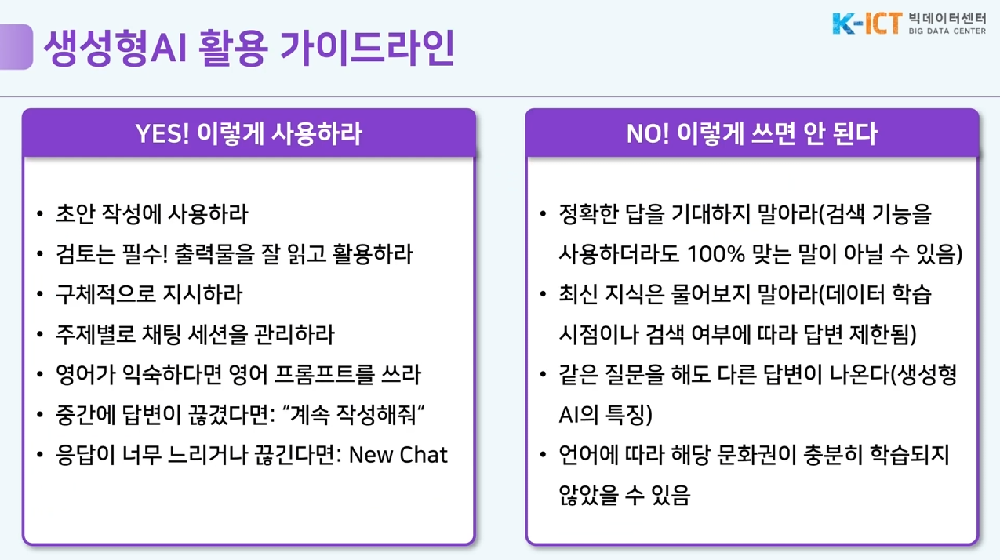 생성형AI 활용 가이드라인
K-ICT 빅데이터센터
BIG DATA CENTER
YES! 이렇게 사용하라
• 초안 작성에 사용하라
• 검토는 필수! 출력물을 잘 읽고 활용하라
• 구체적으로 지시하라
• 주제별로 채팅 세션을 관리하라
• 영어가 익숙하다면 영어 프롬프트를 쓰라
• 중간에 답변이 끊겼다면: “계속 작성해줘“
• 응답이 너무 느리거나 끊긴다면: New Chat
NO! 이렇게 쓰면 안 된다
• 정확한 답을 기대하지 말아라(검색 기능을
사용하더라도 100% 맞는 말이 아닐 수 있음)
• 최신 지식은 물어보지 말아라(데이터 학습
시점이나 검색 여부에 따라 답변 제한됨)
• 같은 질문을 해도 다른 답변이 나온다(생성형
AI의 특징)
• 언어에 따라 해당 문화권이 충분히 학습되지
않았을 수 있음